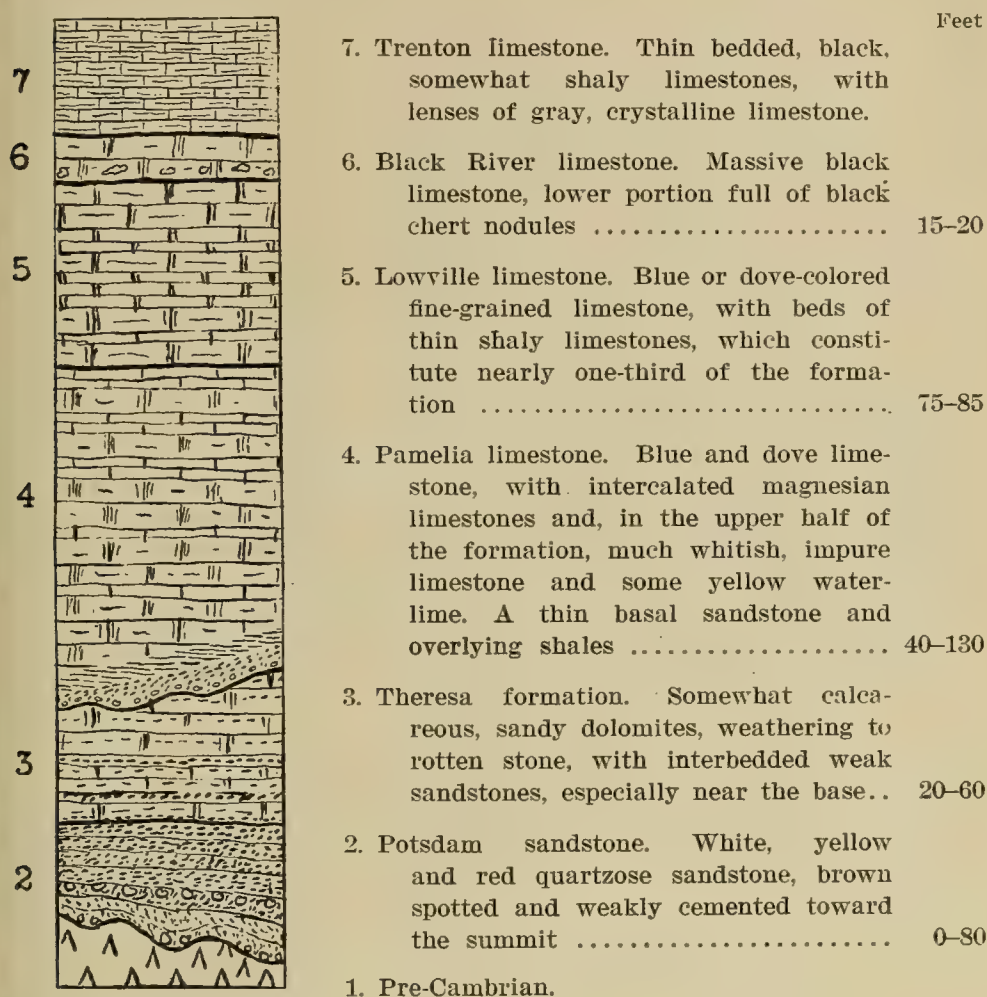 Feet
7. Trenton limestone. Thin bedded, black,
somewhat shaly limestones, with
lenses of gray, crystalline limestone.
7
6. Black River limestone. Massive black
limestone, lower portion full of black
chert nodules ........................ 15–20
6
5. Lowville limestone. Blue or dove-colored
fine-grained limestone, with beds of
thin shaly limestones, which consti-
tute nearly one-third of the forma-
tion ................................ 75–85
5
4. Pamelia limestone. Blue and dove lime-
stone, with intercalated magnesian
limestones and, in the upper half of
the formation, much whitish, impure
limestone and some yellow water-
lime. A thin basal sandstone and
overlying shales .................... 40–130
4
3. Theresa formation. Somewhat calca-
reous, sandy dolomites, weathering to
rotten stone, with interbedded weak
sandstones, especially near the base.. 20–60
3
2. Potsdam sandstone. White, yellow
and red quartzose sandstone, brown
spotted and weakly cemented toward
the summit ........................ 0–80
2
1. Pre-Cambrian.